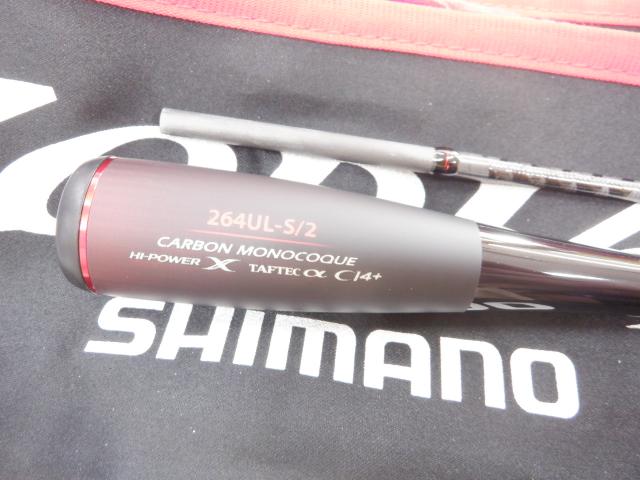 264UL-S/2
CARBON MONOCOQUE
HI-POWER X TAFTEC α CI4+
SHIMANO